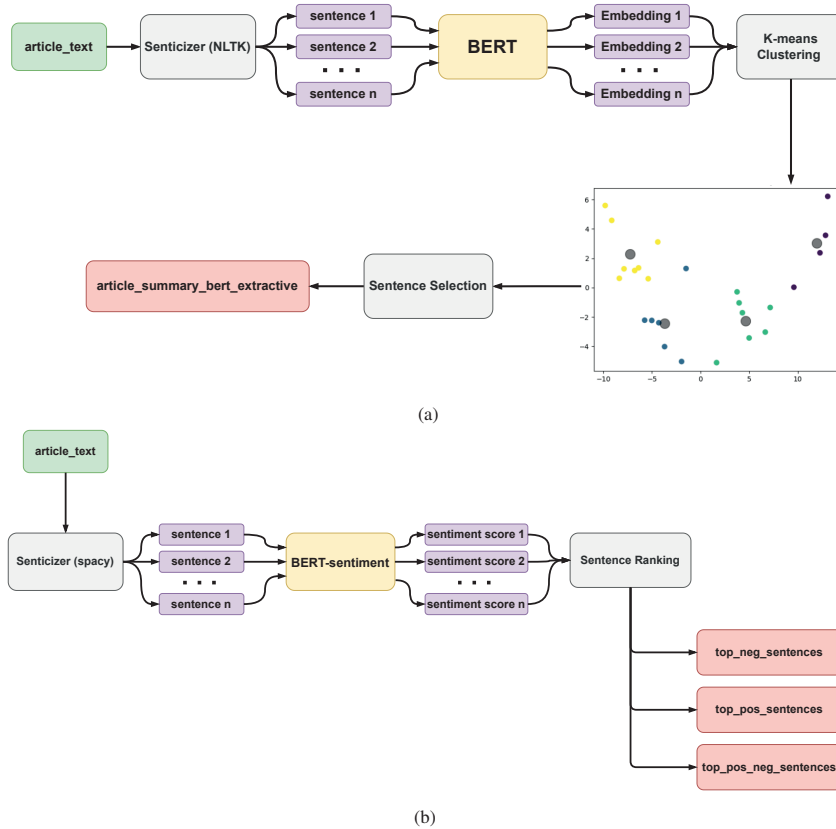 article_text
Senticizer (NLTK)
sentence 1
sentence 2
. . .
sentence n
BERT
Embedding 1
Embedding 2
. . .
Embedding n
K-means
Clustering
6
4
2
0
−2
−4
−10
−5
0
5
10
Sentence Selection
article_summary_bert_extractive
(a)
article_text
Senticizer (spacy)
sentence 1
sentence 2
. . .
sentence n
BERT-sentiment
sentiment score 1
sentiment score 2
. . .
sentiment score n
Sentence Ranking
top_neg_sentences
top_pos_sentences
top_pos_neg_sentences
(b)